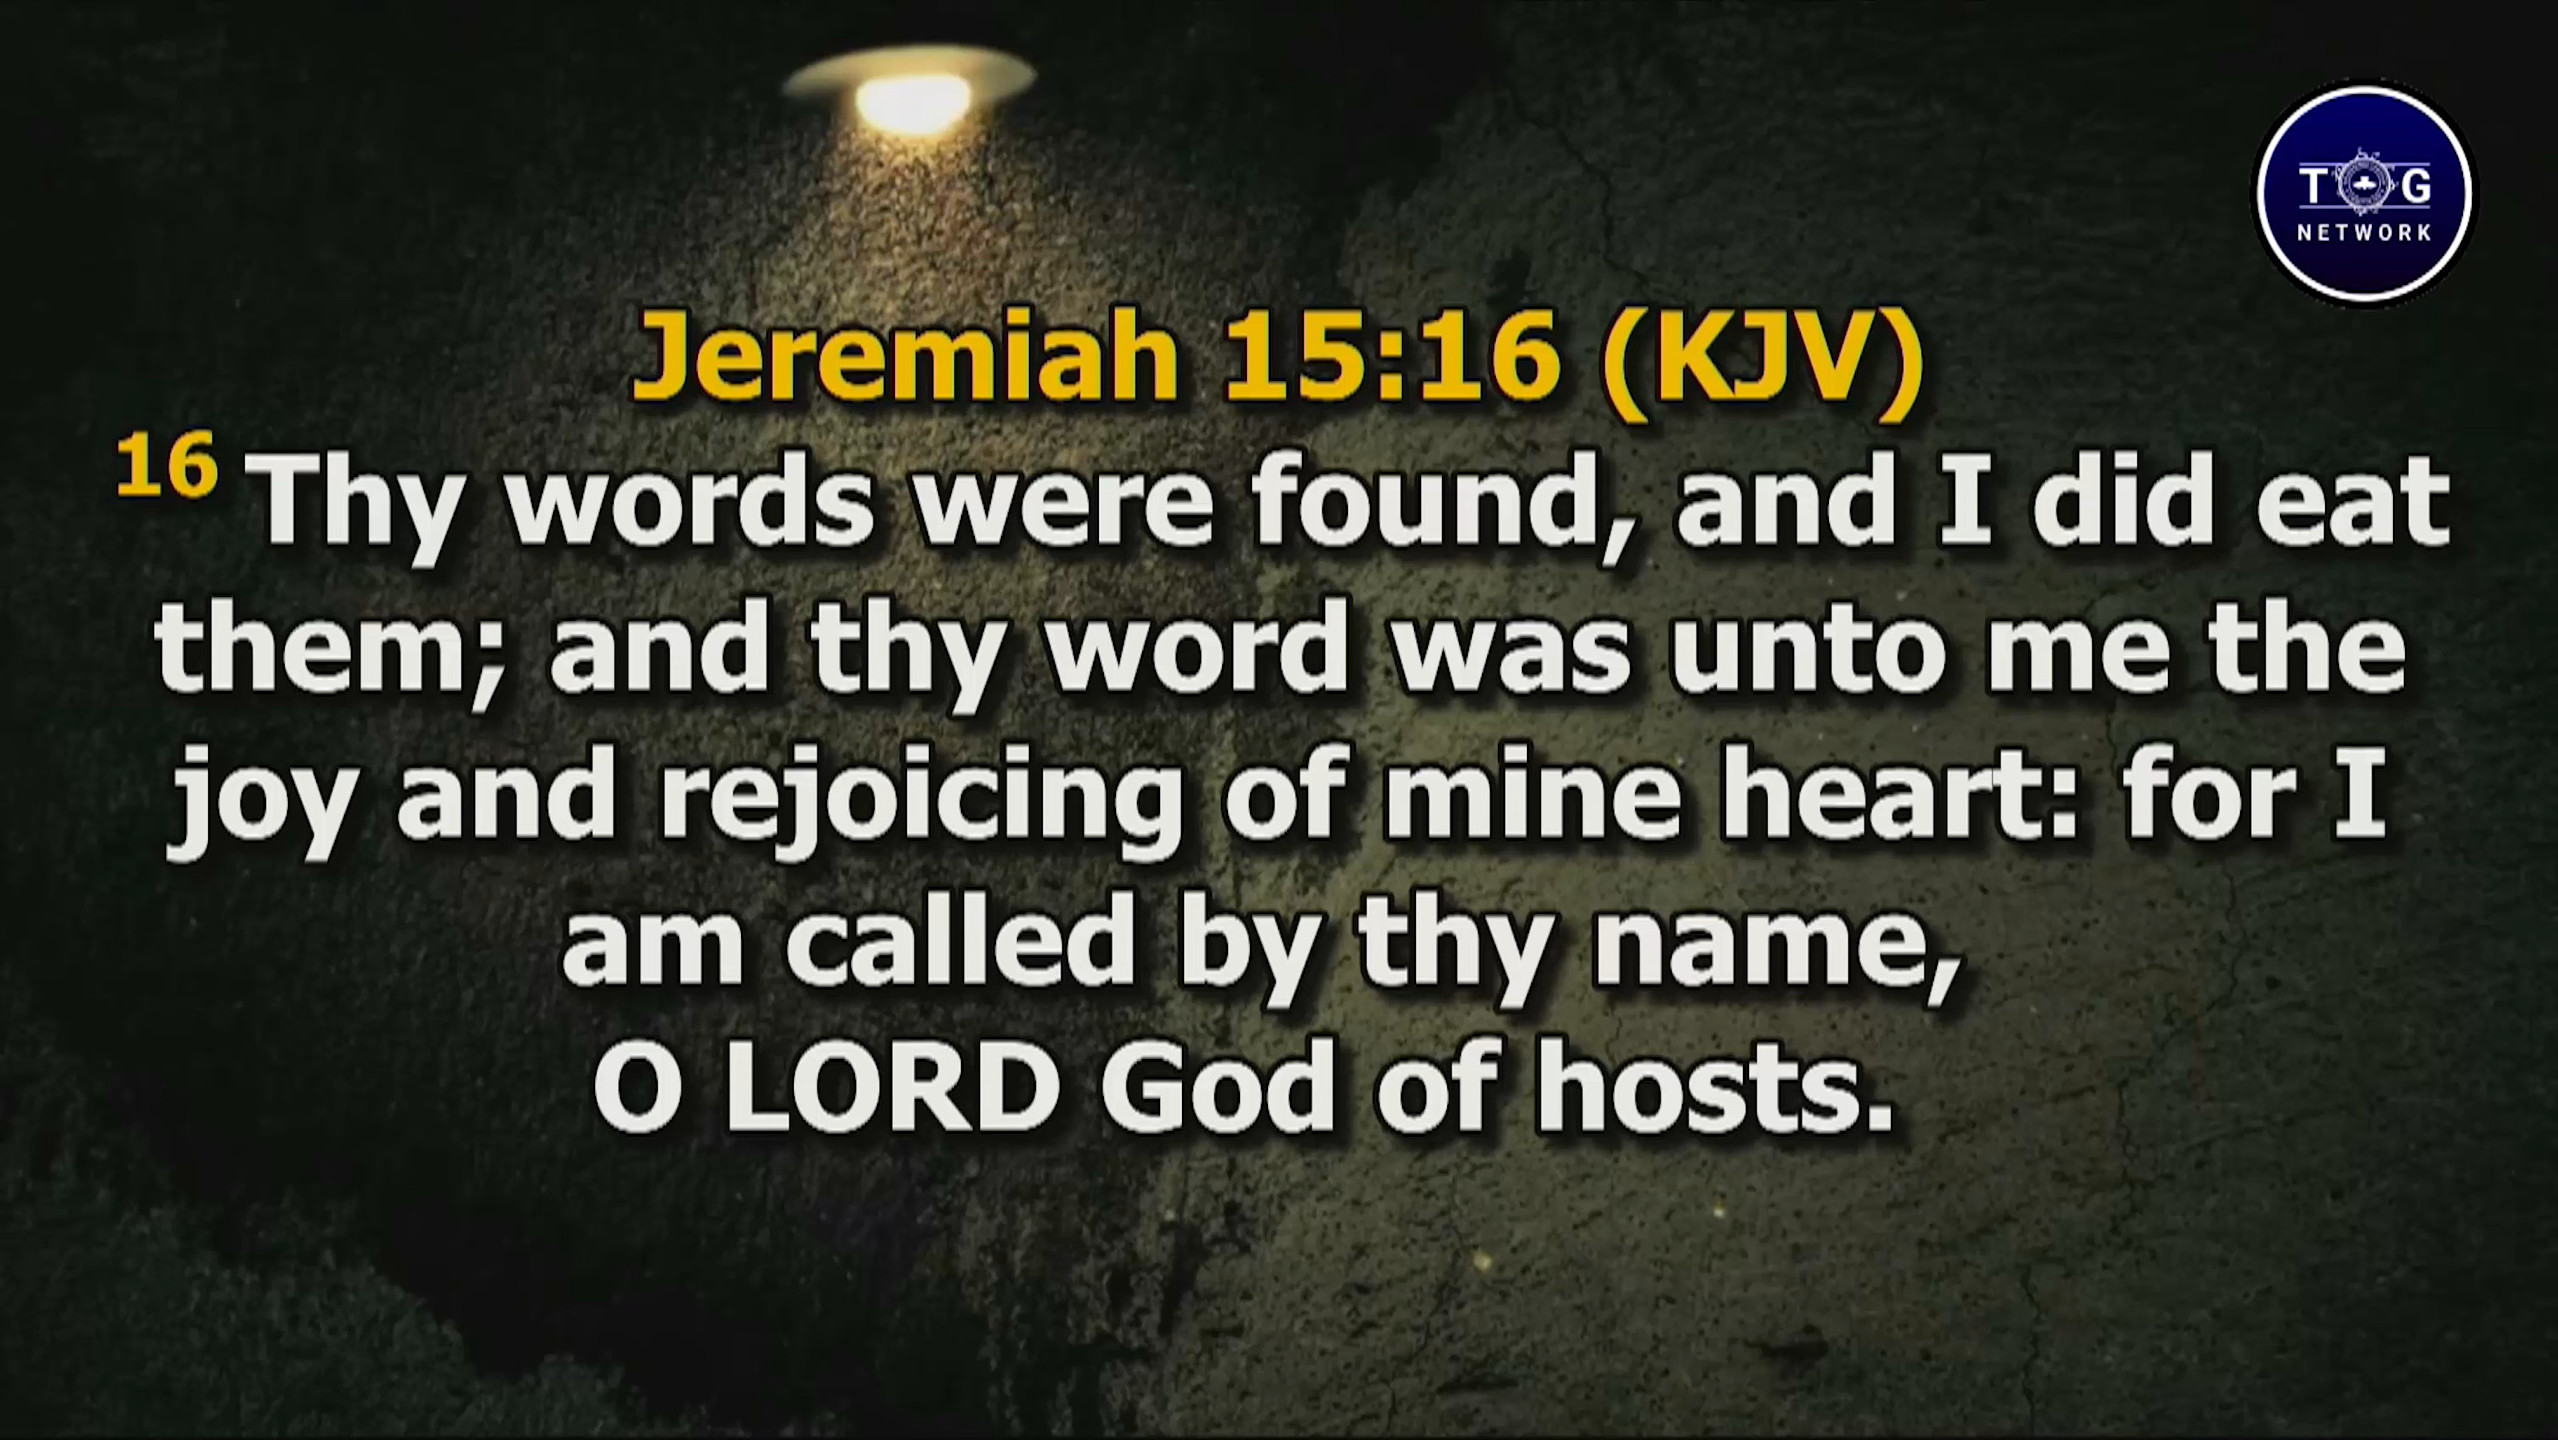 T G
NETWORK
Jeremiah 15:16 (KJV)
16 Thy words were found, and I did eat
them; and thy word was unto me the
joy and rejoicing of mine heart: for I
am called by thy name,
O LORD God of hosts.